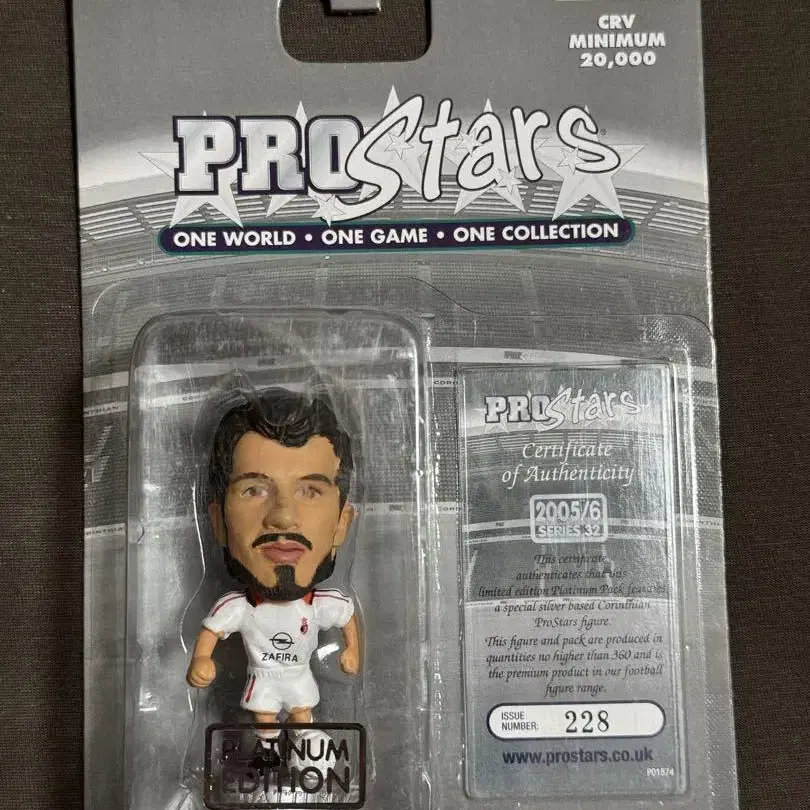 CRV
MINIMUM
20,000
PROStars
ONE WORLD • ONE GAME • ONE COLLECTION
PROStars
Certificate
of Authenticity
2005/6
SERIES 32
This certificate
authenticates that this
limited edition Platinum Pack features
a special silver based Corinthian
ProStars figure.
This figure and pack are produced in
quantities no higher than 360 and is
the premium product in our football
figure range.
ISSUE
NUMBER: 228
www.prostars.co.uk
P01874
ZAFIRA
PLATINUM
EDITION